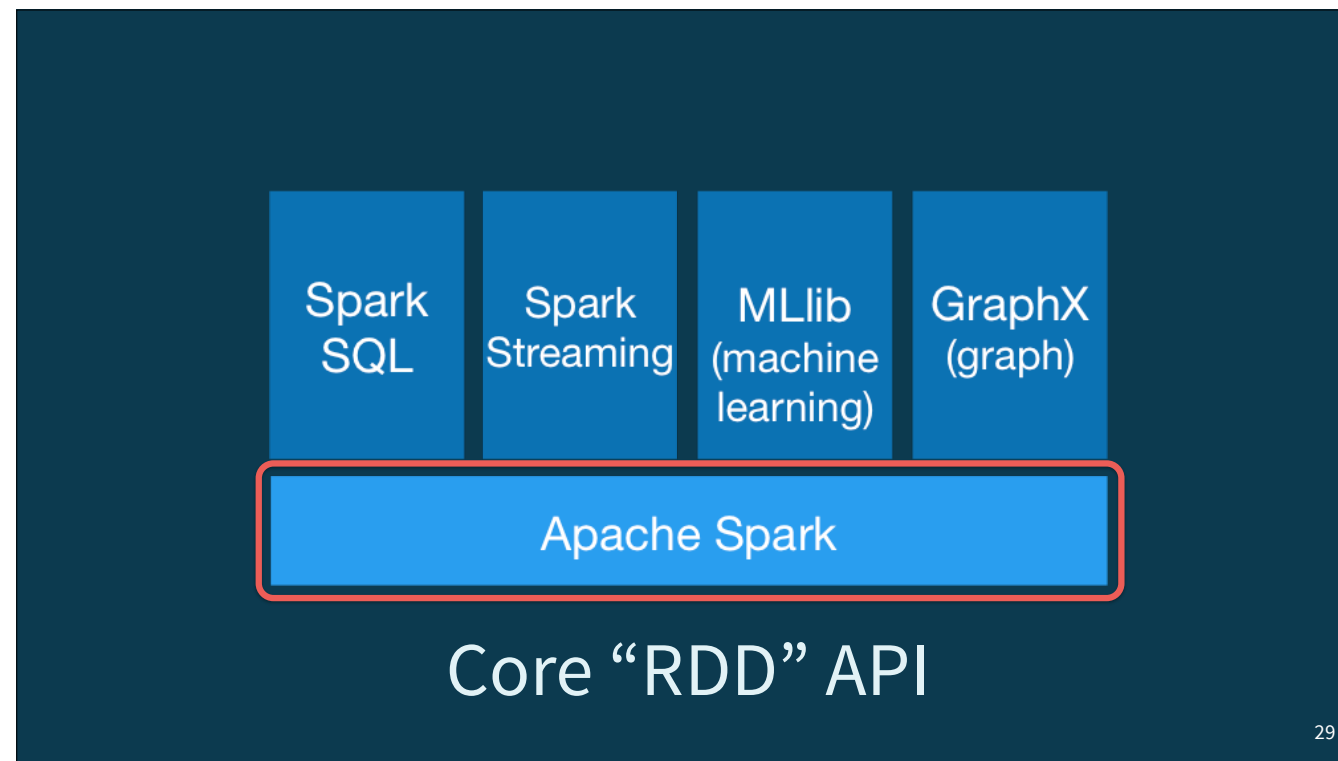 Spark
SQL
Spark
Streaming
MLlib
(machine
learning)
GraphX
(graph)
Apache Spark
Core “RDD” API
29